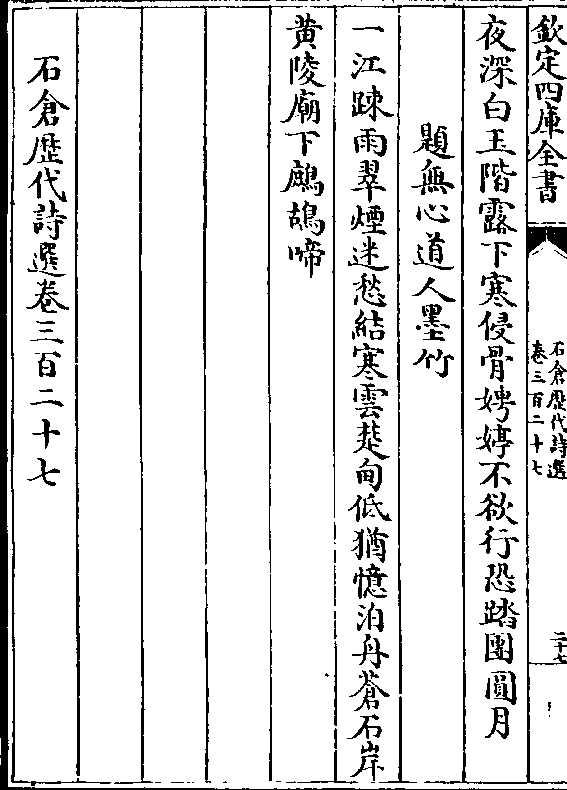 欽定四庫全書
石倉歴代詩選
卷三百二十七
二十七
夜深白玉階露下寒侵骨娉婷不欲行恐踏團圓月
題無心道人墨竹
一江踈雨翠煙迷愁結寒雲楚甸低猶憶泊舟蒼石岸
黄陵廟下鷓鴣啼
石倉歴代詩選卷三百二十七